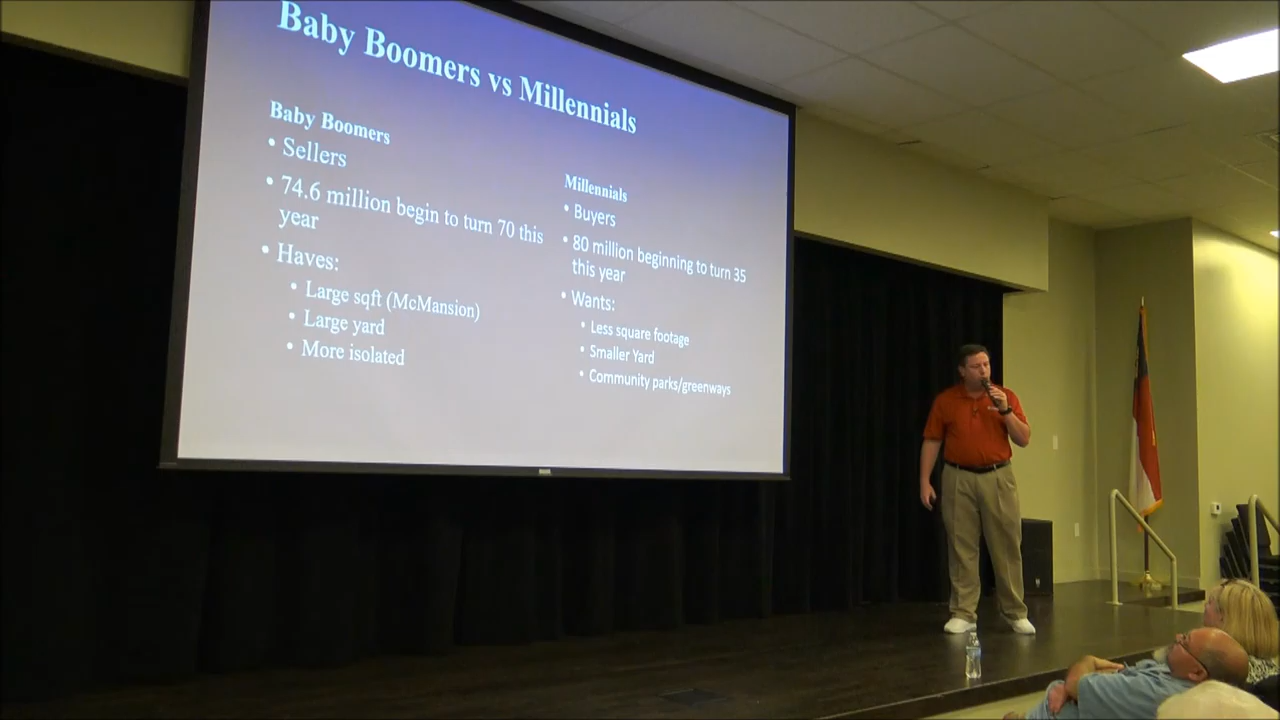 Baby Boomers vs Millennials
Baby Boomers
• Sellers
• 74.6 million begin to turn 70 this
year
• Haves:
• Large sqft (McMansion)
• Large yard
• More isolated
Millennials
• Buyers
• 80 million beginning to turn 35
this year
• Wants:
• Less square footage
• Smaller Yard
• Community parks/greenways